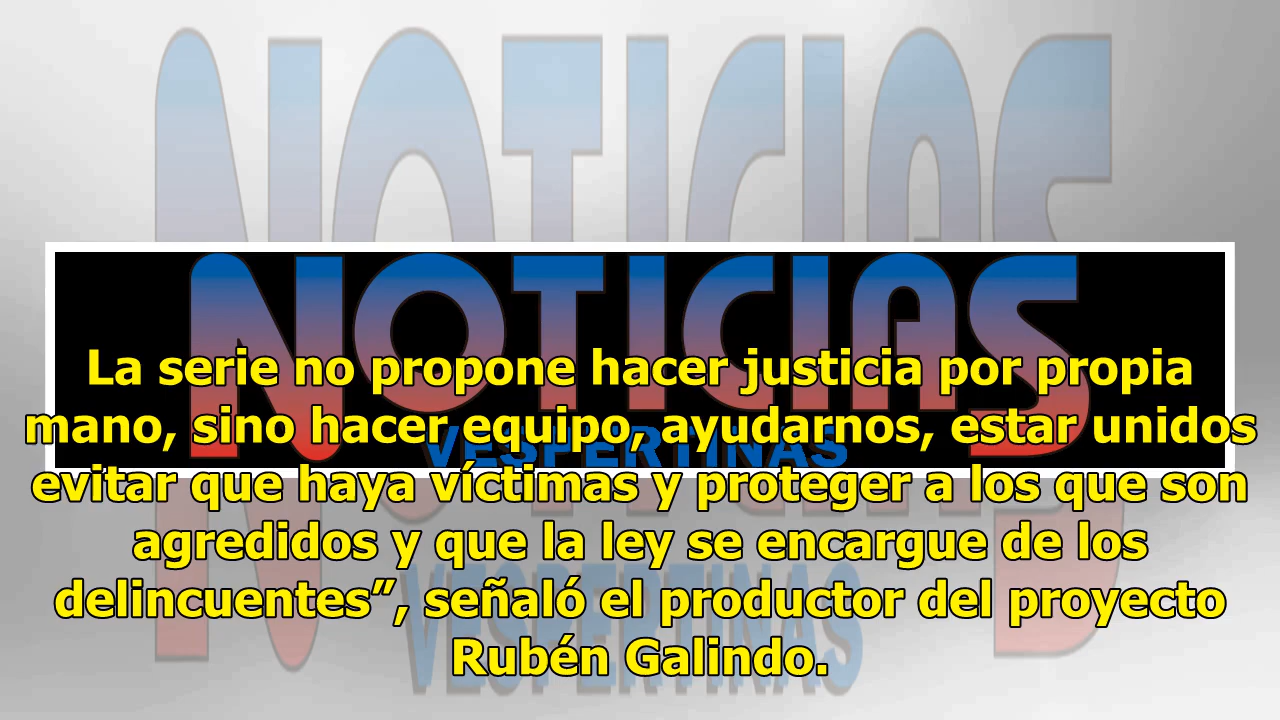 NOTICIAS
NOTICIAS
La serie no propone hacer justicia por propia
mano, sino hacer equipo, ayudarnos, estar unidos
VESPERTINAS
evitar que haya víctimas y proteger a los que son
agredidos y que la ley se encargue de los
delincuentes”, señaló el productor del proyecto
VESPERTINAS
Rubén Galindo.